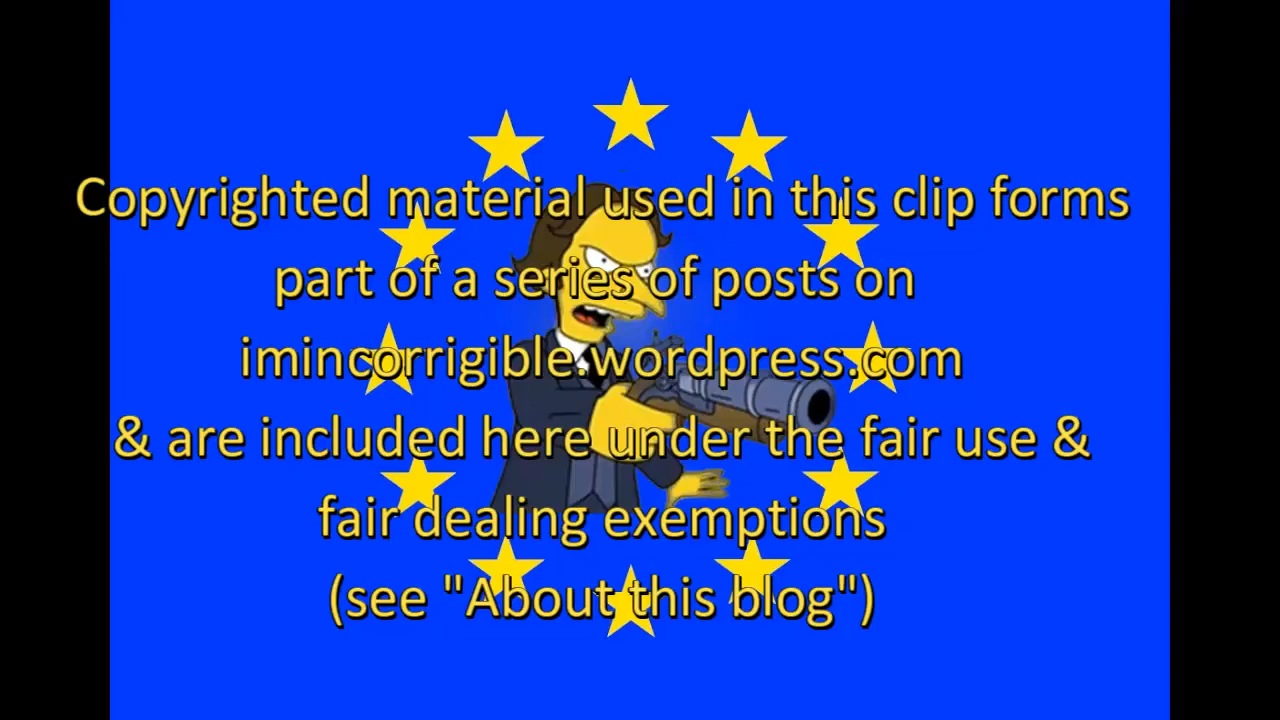 Copyrighted material used in this clip forms
part of a series of posts on
imincorrigible.wordpress.com
& are included here under the fair use &
fair dealing exemptions
(see "About this blog")